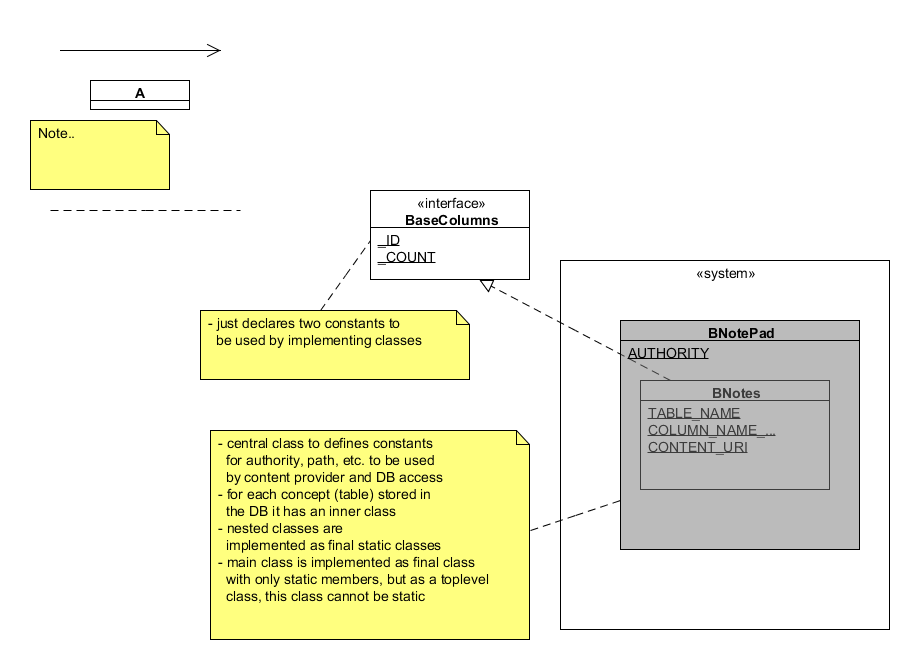 A
Note..
«interface»
BaseColumns
_ID
_COUNT
«system»
- just declares two constants to
be used by implementing classes
BNotePad
AUTHORITY
BNotes
TABLE_NAME
COLUMN_NAME_...
CONTENT_URI
- central class to defines constants
for authority, path, etc. to be used
by content provider and DB access
- for each concept (table) stored in
the DB it has an inner class
- nested classes are
implemented as final static classes
- main class is implemented as final class
with only static members, but as a toplevel
class, this class cannot be static